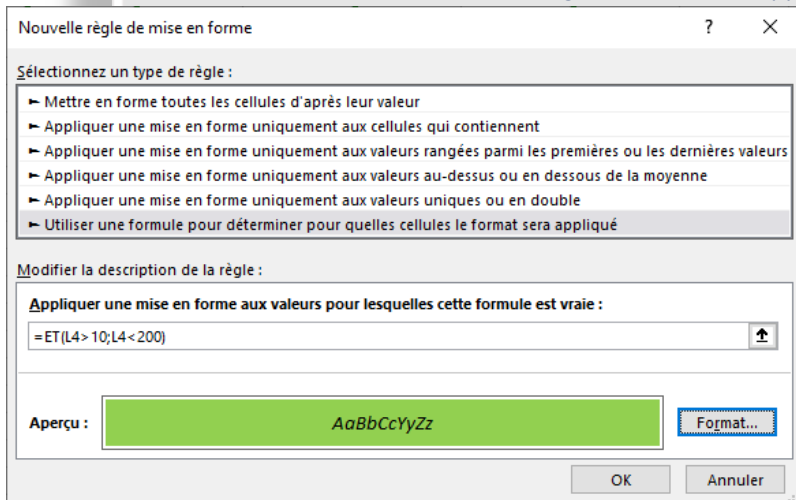 Nouvelle règle de mise en forme
?
Sélectionnez un type de règle :
► Mettre en forme toutes les cellules d'après leur valeur
► Appliquer une mise en forme uniquement aux cellules qui contiennent
► Appliquer une mise en forme uniquement aux valeurs rangées parmi les premières ou les dernières valeurs
► Appliquer une mise en forme uniquement aux valeurs au-dessus ou en dessous de la moyenne
► Appliquer une mise en forme uniquement aux valeurs uniques ou en double
► Utiliser une formule pour déterminer pour quelles cellules le format sera appliqué
Modifier la description de la règle :
Appliquer une mise en forme aux valeurs pour lesquelles cette formule est vraie :
=ET(L4>10;L4<200)
Aperçu :
AaBbCcYyZz
Format...
OK
Annuler